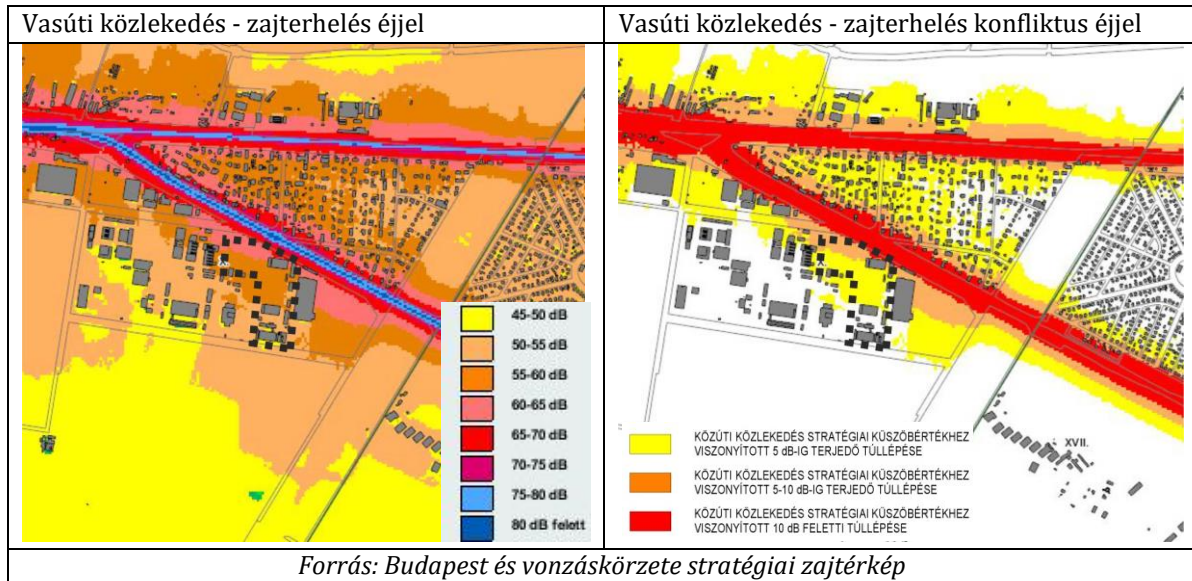 Vasúti közlekedés - zajterhelés éjjel
Vasúti közlekedés - zajterhelés konfliktus éjjel
X.
45-50 dB
50-55 dB
55-60 dB
60-65 dB
65-70 dB
70-75 dB
75-80 dB
80 dB felett
XVII.
KÖZÚTI KÖZLEKEDÉS STRATÉGIAI KÜSZÖBÉRTÉKHEZ
VISZONYÍTOTT 5 dB-IG TERJEDŐ TÚLLÉPÉSE
KÖZÚTI KÖZLEKEDÉS STRATÉGIAI KÜSZÖBÉRTÉKHEZ
VISZONYÍTOTT 5-10 dB-IG TERJEDŐ TÚLLÉPÉSE
KÖZÚTI KÖZLEKEDÉS STRATÉGIAI KÜSZÖBÉRTÉKHEZ
VISZONYÍTOTT 10 dB FELETTI TÚLLÉPÉSE
Forrás: Budapest és vonzáskörzete stratégiai zajtérkép